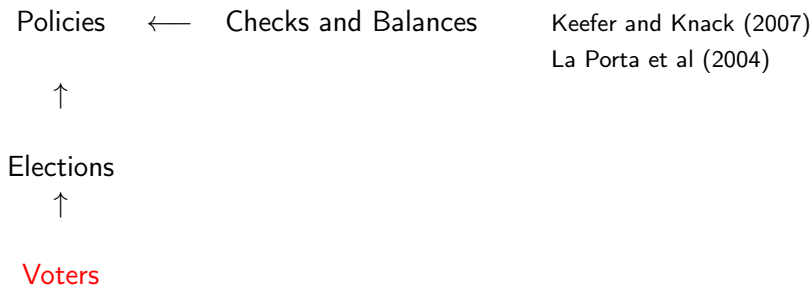 Policies ⟵ Checks and Balances Keefer and Knack (2007)
La Porta et al (2004)
↑
Elections
↑
Voters